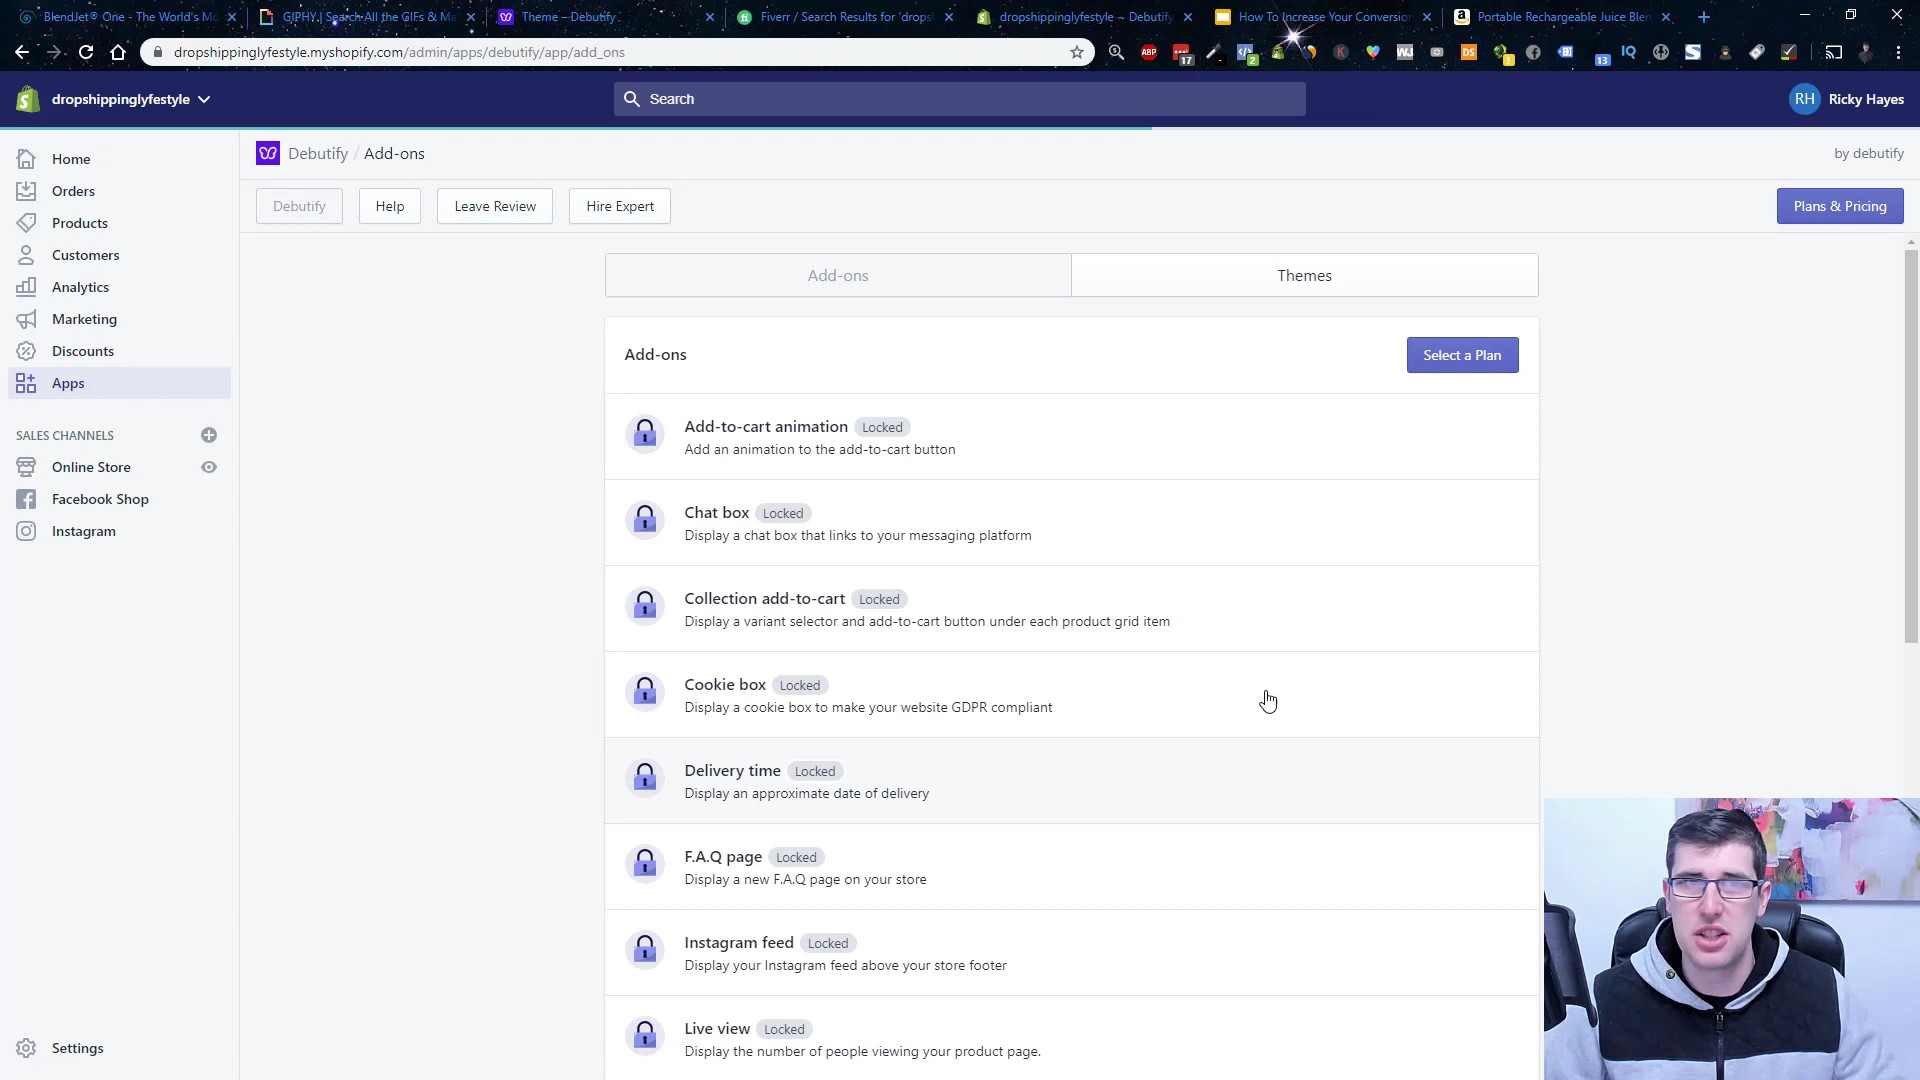 BlendJet® One - The World's Mo
GIPHY | Search All the GIFs & Ma
Theme – Debutify
Fiverr / Search Results for 'drops
dropshippinglyfestyle ~ Debutify
How To Increase Your Conversion
Portable Rechargeable Juice Blen
dropshippinglyfestyle.myshopify.com/admin/apps/debutify/app/add_ons
ABP
17
2
DS
13
IQ
dropshippinglyfestyle
Search
RH Ricky Hayes
Home
Orders
Products
Customers
Analytics
Marketing
Discounts
Apps
SALES CHANNELS
Online Store
Facebook Shop
Instagram
Settings
Debutify / Add-ons
by debutify
Debutify
Help
Leave Review
Hire Expert
Plans & Pricing
Add-ons
Themes
Add-ons
Select a Plan
Add-to-cart animation Locked
Add an animation to the add-to-cart button
Chat box Locked
Display a chat box that links to your messaging platform
Collection add-to-cart Locked
Display a variant selector and add-to-cart button under each product grid item
Cookie box Locked
Display a cookie box to make your website GDPR compliant
Delivery time Locked
Display an approximate date of delivery
F.A.Q page Locked
Display a new F.A.Q page on your store
Instagram feed Locked
Display your Instagram feed above your store footer
Live view Locked
Display the number of people viewing your product page.